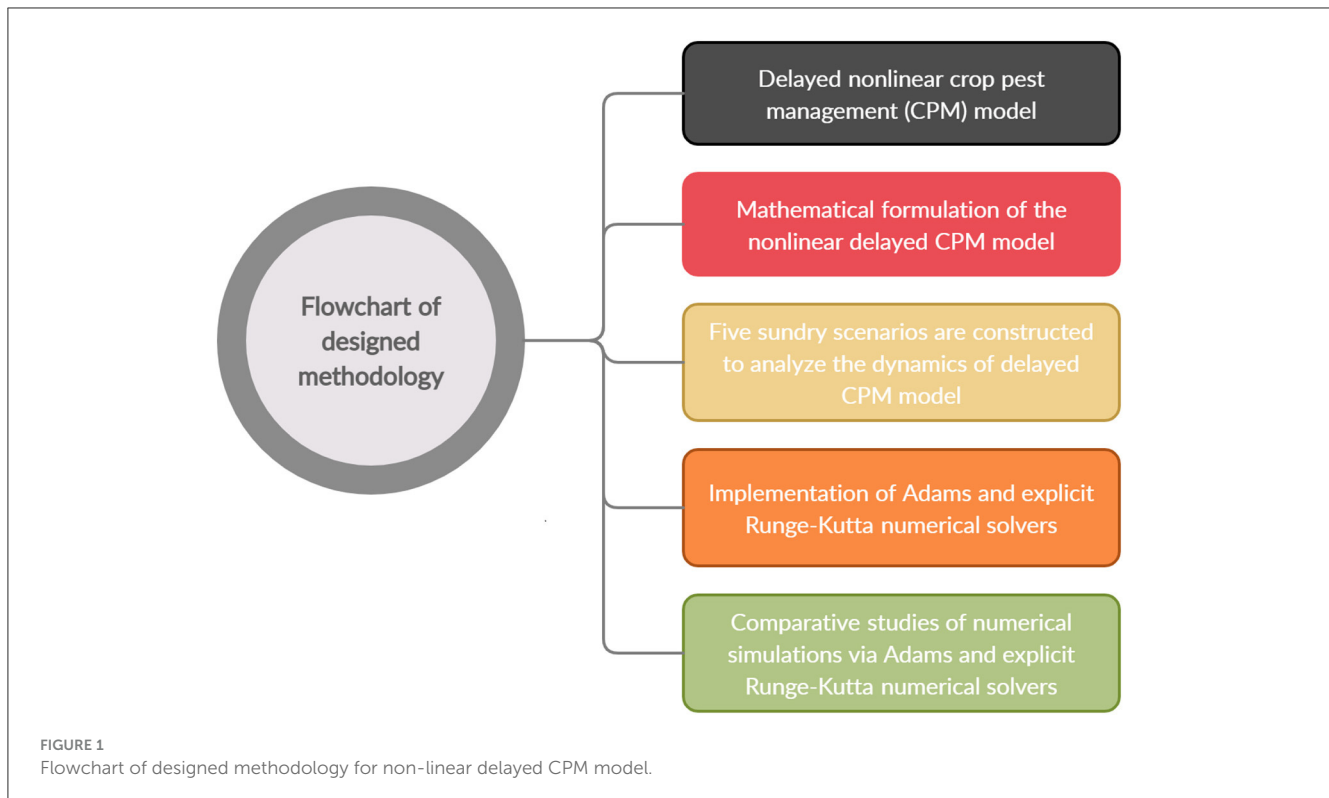 Flowchart of
designed
methodology
Delayed nonlinear crop pest
management (CPM) model
Mathematical formulation of the
nonlinear delayed CPM model
Five sundry scenarios are constructed
to analyze the dynamics of delayed
CPM model
Implementation of Adams and explicit
Runge-Kutta numerical solvers
Comparative studies of numerical
simulations via Adams and explicit
Runge-Kutta numerical solvers
FIGURE 1
Flowchart of designed methodology for non-linear delayed CPM model.